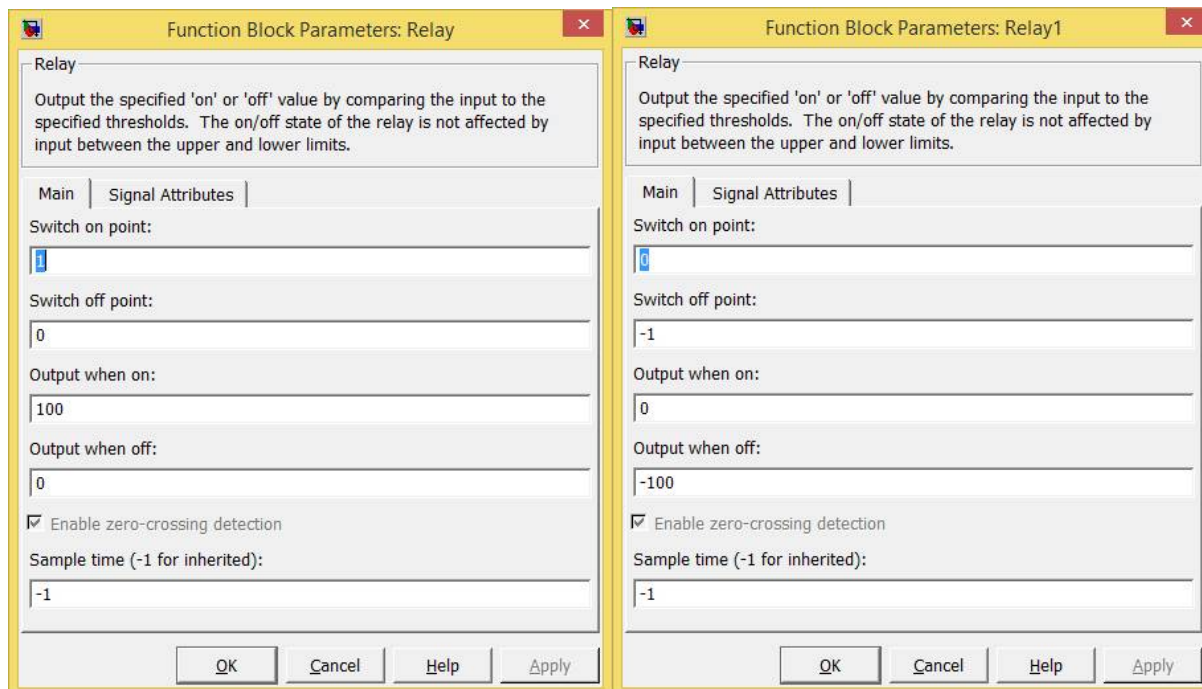 Function Block Parameters: Relay
Relay
Output the specified 'on' or 'off' value by comparing the input to the
specified thresholds. The on/off state of the relay is not affected by
input between the upper and lower limits.
Main
Signal Attributes
Switch on point:
1
Switch off point:
0
Output when on:
100
Output when off:
0
Enable zero-crossing detection
Sample time (-1 for inherited):
-1
OK
Cancel
Help
Apply
Function Block Parameters: Relay1
Relay
Output the specified 'on' or 'off' value by comparing the input to the
specified thresholds. The on/off state of the relay is not affected by
input between the upper and lower limits.
Main
Signal Attributes
Switch on point:
0
Switch off point:
-1
Output when on:
0
Output when off:
-100
Enable zero-crossing detection
Sample time (-1 for inherited):
-1
OK
Cancel
Help
Apply